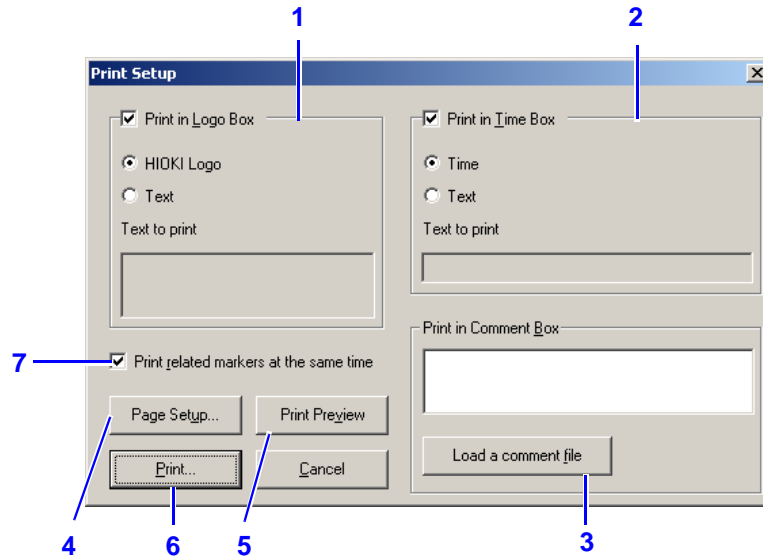 1
2
Print Setup
Print in Logo Box
HIOKI Logo
Text
Text to print
Print in Time Box
Time
Text
Text to print
7
Print related markers at the same time
Print in Comment Box
Page Setup...
Print Preview
Load a comment file
Print...
Cancel
4
6
5
3